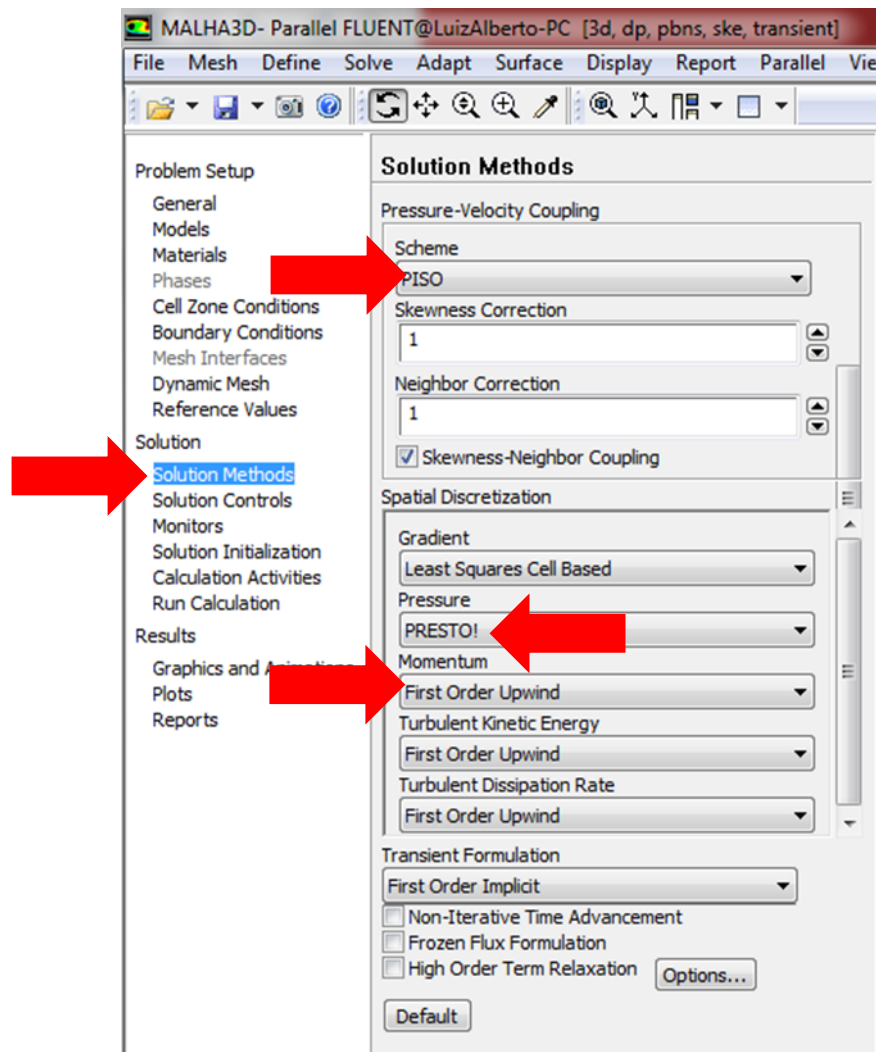 MALHA3D- Parallel FLUENT@LuizAlberto-PC [3d, dp, pbns, ske, transient]
File Mesh Define Solve Adapt Surface Display Report Parallel Vie
Problem Setup
General
Models
Materials
Phases
Cell Zone Conditions
Boundary Conditions
Mesh Interfaces
Dynamic Mesh
Reference Values
Solution
Solution Methods
Solution Controls
Monitors
Solution Initialization
Calculation Activities
Run Calculation
Results
Graphics and Animations
Plots
Reports
Solution Methods
Pressure-Velocity Coupling
Scheme
PISO
Skewness Correction
1
Neighbor Correction
1
Skewness-Neighbor Coupling
Spatial Discretization
Gradient
Least Squares Cell Based
Pressure
PRESTO!
Momentum
First Order Upwind
Turbulent Kinetic Energy
First Order Upwind
Turbulent Dissipation Rate
First Order Upwind
Transient Formulation
First Order Implicit
Non-Iterative Time Advancement
Frozen Flux Formulation
High Order Term Relaxation Options...
Default